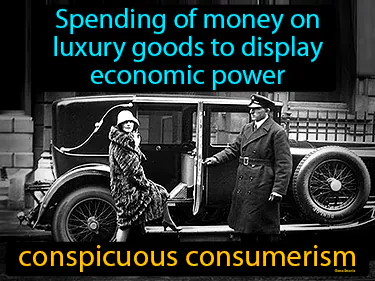 Spending of money on
luxury goods to display
economic power
conspicuous consumerism